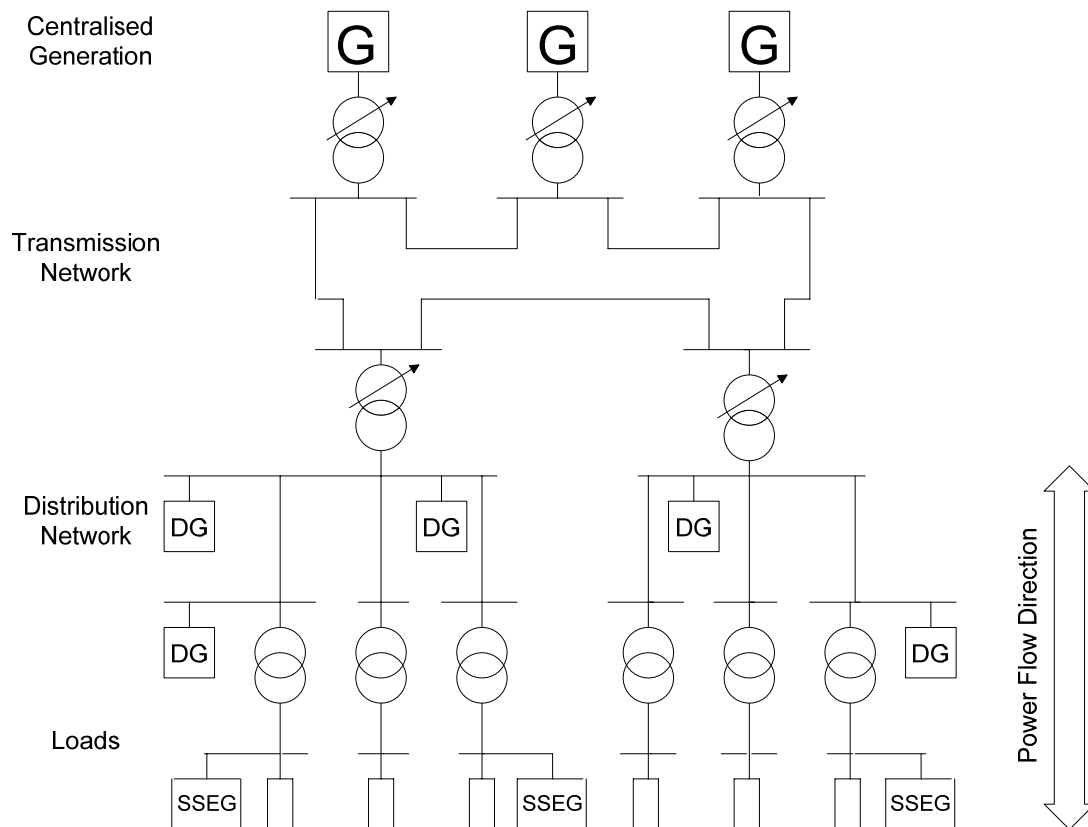 Centralised
Generation
G
G
G
Transmission
Network
Distribution
Network
DG
DG
DG
DG
DG
Power Flow Direction
Loads
SSEG
SSEG
SSEG